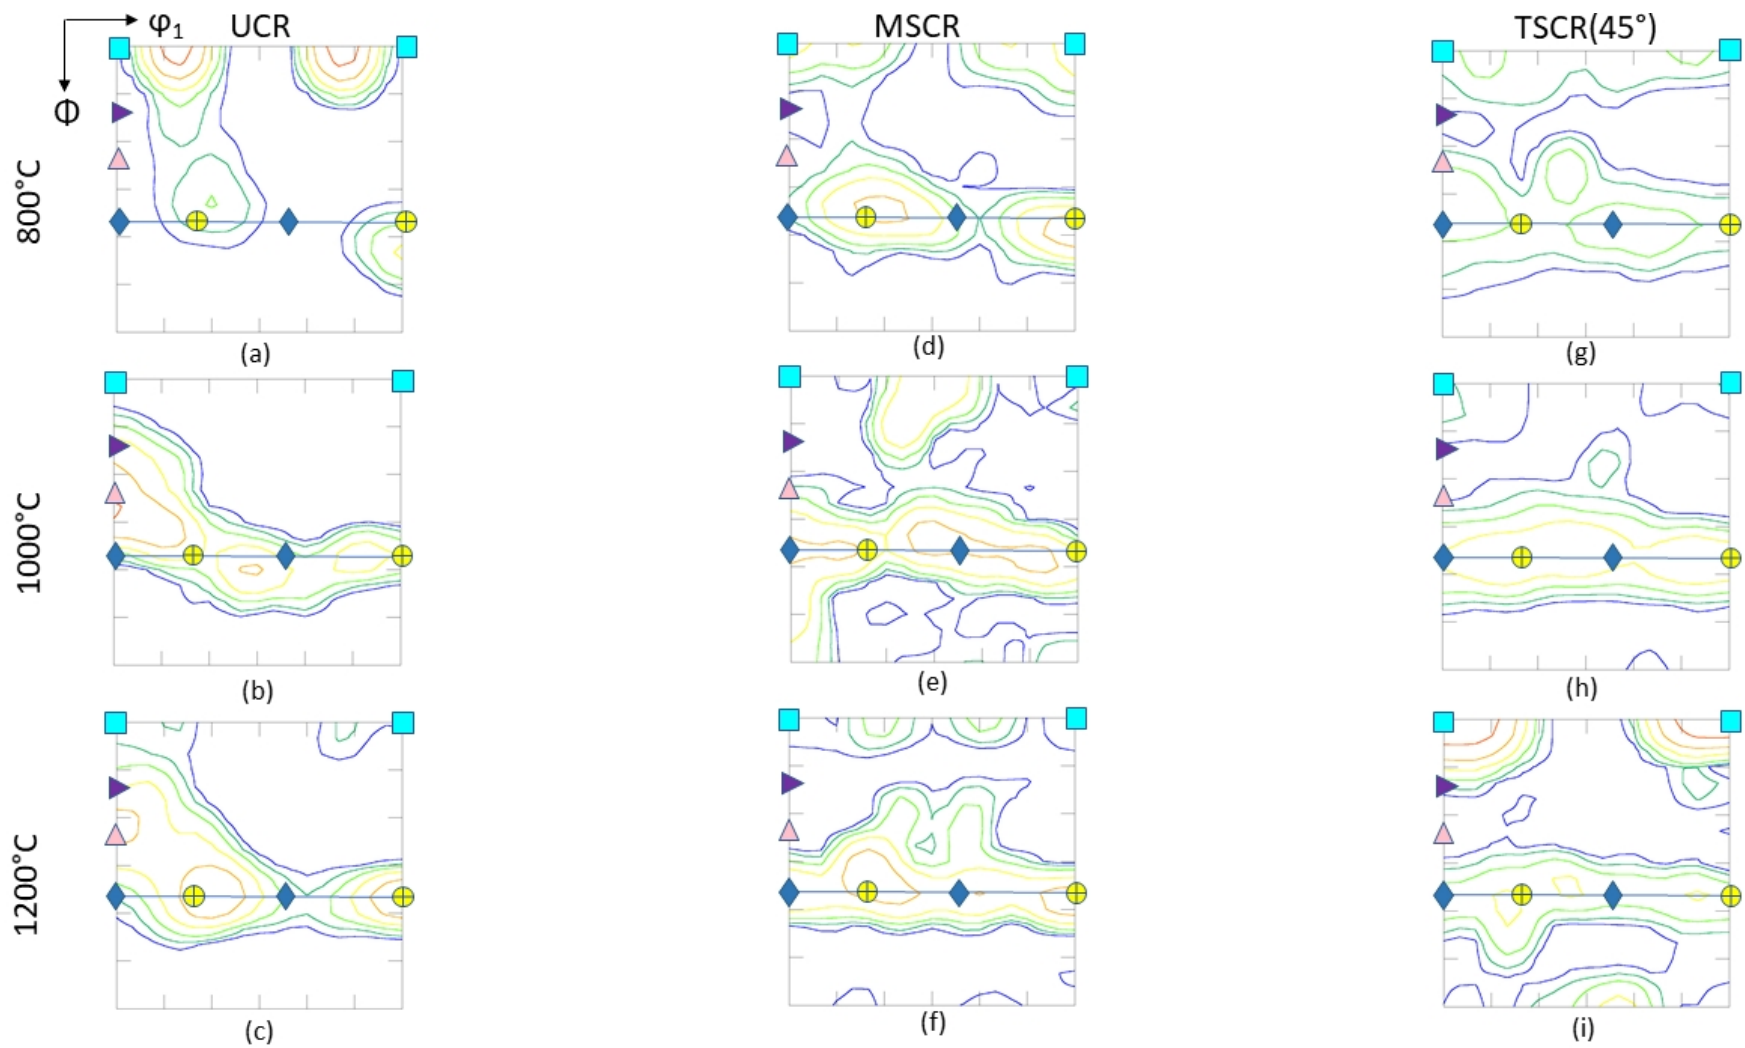 φ1 UCR MSCR TSCR(45°)
Φ
800°C
(a) (d) (g)
1000°C
(b) (e) (h)
1200°C
(c) (f) (i)